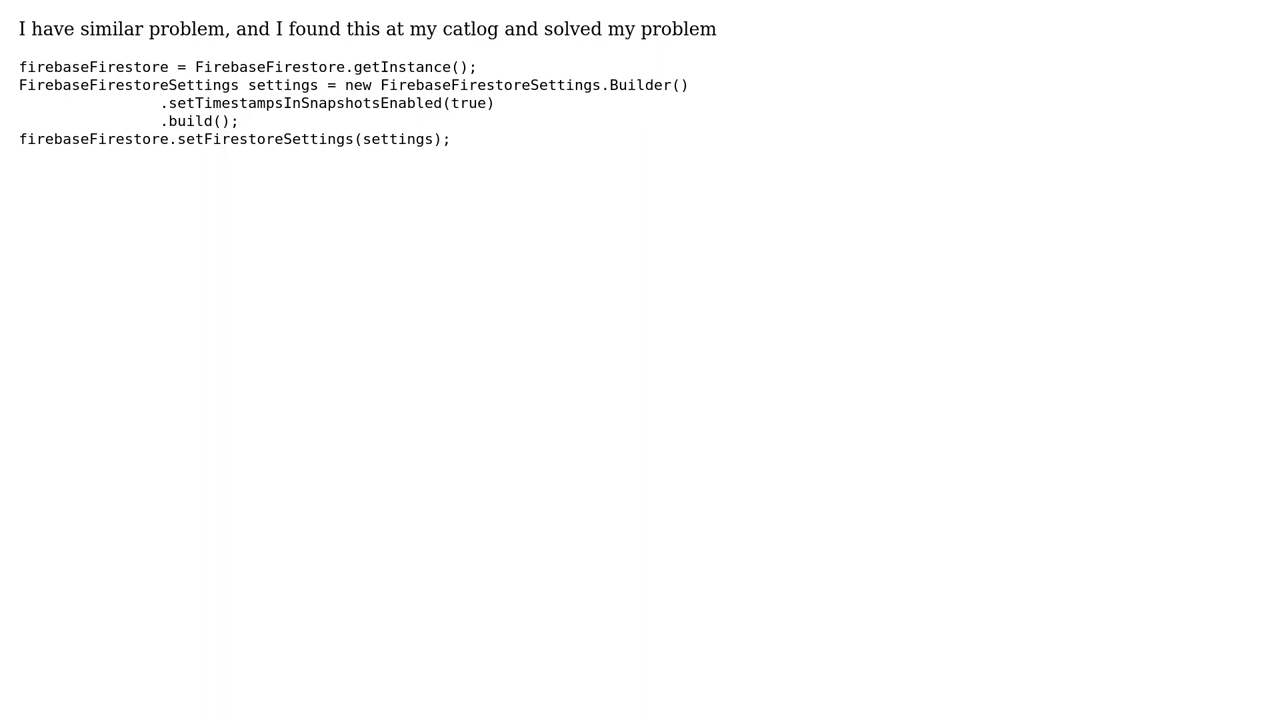 I have similar problem, and I found this at my catlog and solved my problem
firebaseFirestore = FirebaseFirestore.getInstance();
FirebaseFirestoreSettings settings = new FirebaseFirestoreSettings.Builder()
                .setTimestampsInSnapshotsEnabled(true)
                .build();
firebaseFirestore.setFirestoreSettings(settings);